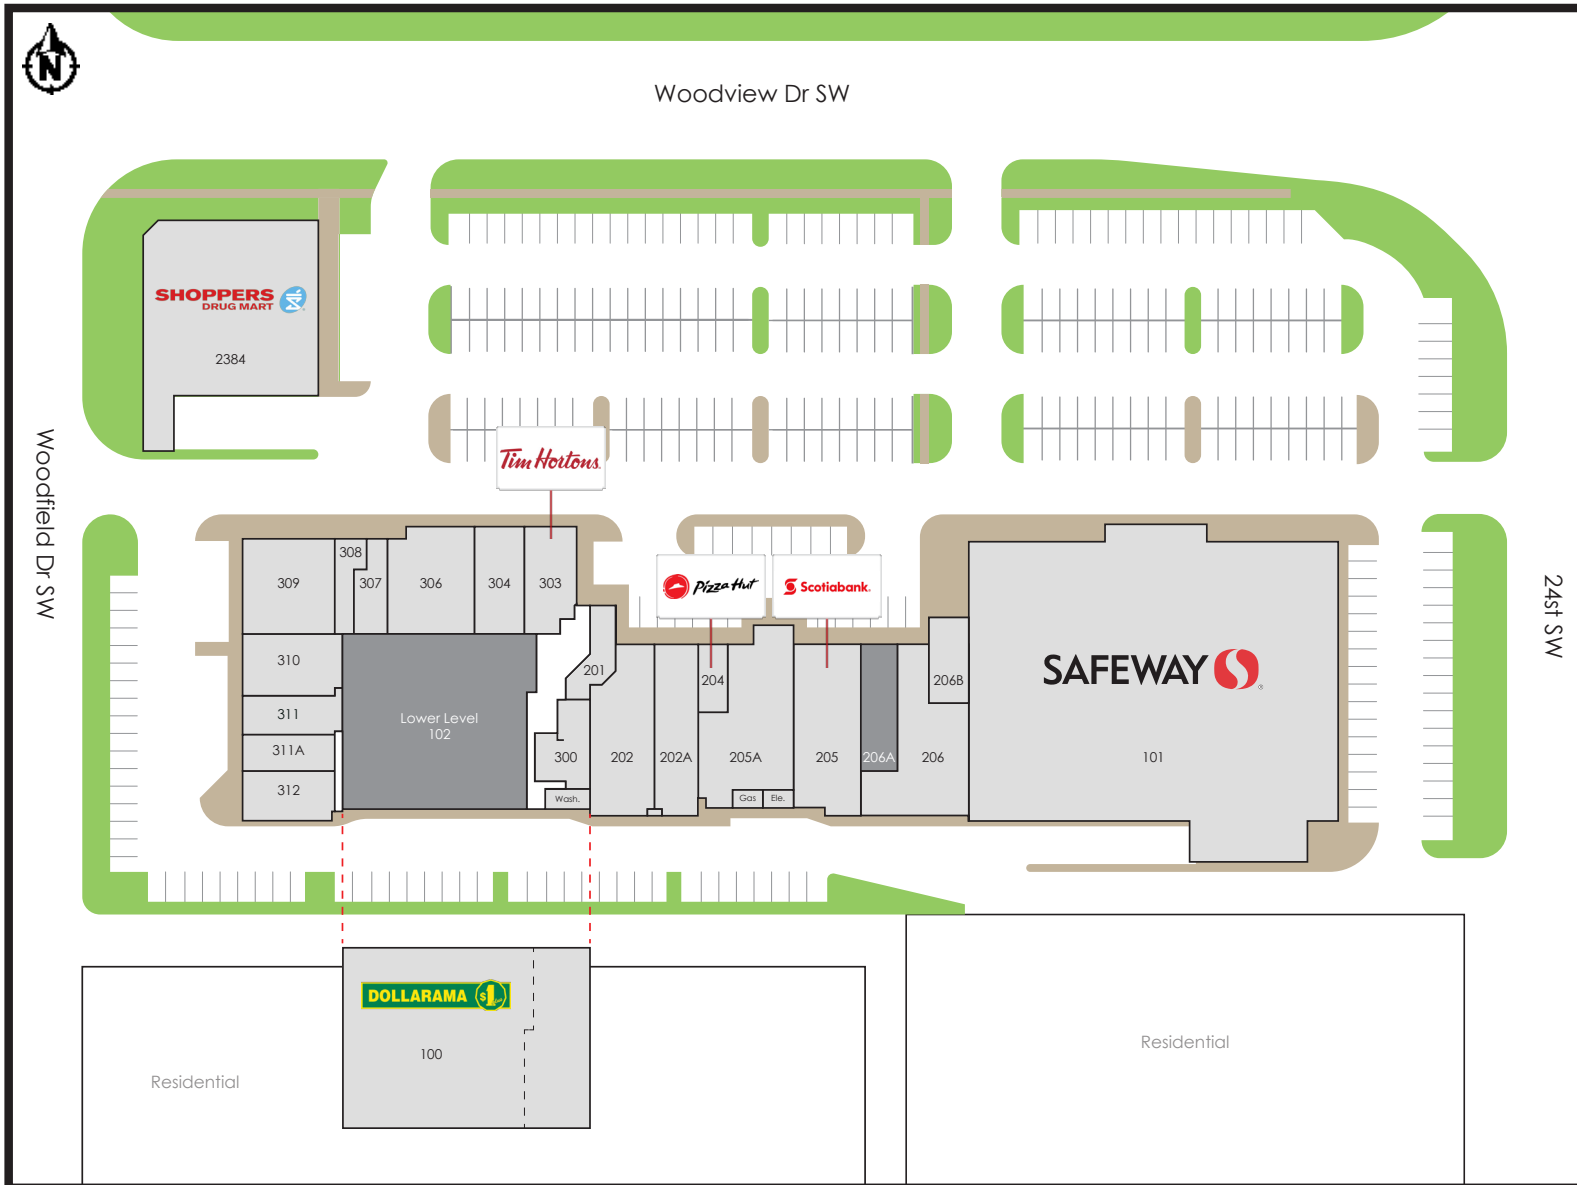 N
Woodview Dr SW
SHOPPERS
DRUG MART
2384
Woodfield Dr SW
Tim Hortons.
Pizza Hut
Scotiabank.
24st SW
309
308
307
306
304
303
310
311
311A
312
Lower Level
102
201
300
Wash.
202
202A
204
205A
Gas
Ele.
205
206A
206
206B
SAFEWAY
101
DOLLARAMA $1
100
Residential
Residential